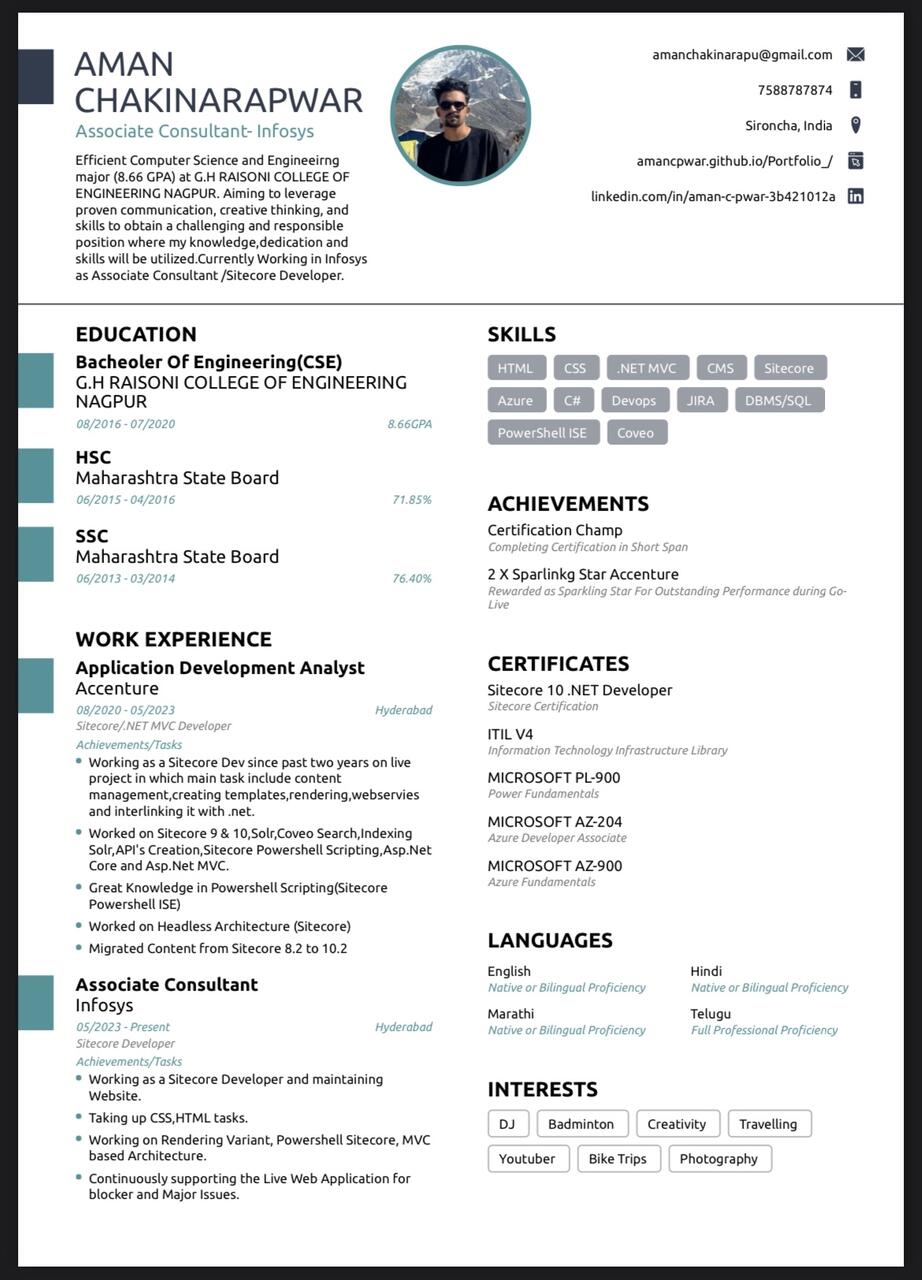 AMAN
CHAKINARAPWAR
Associate Consultant- Infosys
Efficient Computer Science and Engineeirng
major (8.66 GPA) at G.H RAISONI COLLEGE OF
ENGINEERING NAGPUR. Aiming to leverage
proven communication, creative thinking, and
skills to obtain a challenging and responsible
position where my knowledge,dedication and
skills will be utilized.Currently Working in Infosys
as Associate Consultant /Sitecore Developer.
amanchakinarapu@gmail.com
7588787874
Sironcha, India
amancpwar.github.io/Portfolio_/
linkedin.com/in/aman-c-pwar-3b421012a
in
EDUCATION
Bacheoler Of Engineering(CSE)
G.H RAISONI COLLEGE OF ENGINEERING
NAGPUR
08/2016 - 07/2020 8.66GPA
HSC
Maharashtra State Board
06/2015 - 04/2016 71.85%
SSC
Maharashtra State Board
06/2013 - 03/2014 76.40%
WORK EXPERIENCE
Application Development Analyst
Accenture
08/2020 - 05/2023 Hyderabad
Sitecore/.NET MVC Developer
Achievements/Tasks
Working as a Sitecore Dev since past two years on live
project in which main task include content
management,creating templates,rendering,webservies
and interlinking it with .net.
Worked on Sitecore 9 & 10,Solr,Coveo Search,Indexing
Solr,API's Creation,Sitecore Powershell Scripting,Asp.Net
Core and Asp.Net MVC.
Great Knowledge in Powershell Scripting(Sitecore
Powershell ISE)
Worked on Headless Architecture (Sitecore)
Migrated Content from Sitecore 8.2 to 10.2
Associate Consultant
Infosys
05/2023 - Present Hyderabad
Sitecore Developer
Achievements/Tasks
Working as a Sitecore Developer and maintaining
Website.
Taking up CSS,HTML tasks.
Working on Rendering Variant, Powershell Sitecore, MVC
based Architecture.
Continuously supporting the Live Web Application for
blocker and Major Issues.
SKILLS
HTML CSS .NET MVC CMS Sitecore
Azure C# Devops JIRA DBMS/SQL
PowerShell ISE Coveo
ACHIEVEMENTS
Certification Champ
Completing Certification in Short Span
2 X Sparlinkg Star Accenture
Rewarded as Sparkling Star For Outstanding Performance during Go-
Live
CERTIFICATES
Sitecore 10 .NET Developer
Sitecore Certification
ITIL V4
Information Technology Infrastructure Library
MICROSOFT PL-900
Power Fundamentals
MICROSOFT AZ-204
Azure Developer Associate
MICROSOFT AZ-900
Azure Fundamentals
LANGUAGES
English Hindi
Native or Bilingual Proficiency Native or Bilingual Proficiency
Marathi Telugu
Native or Bilingual Proficiency Full Professional Proficiency
INTERESTS
DJ Badminton Creativity Travelling
Youtuber Bike Trips Photography